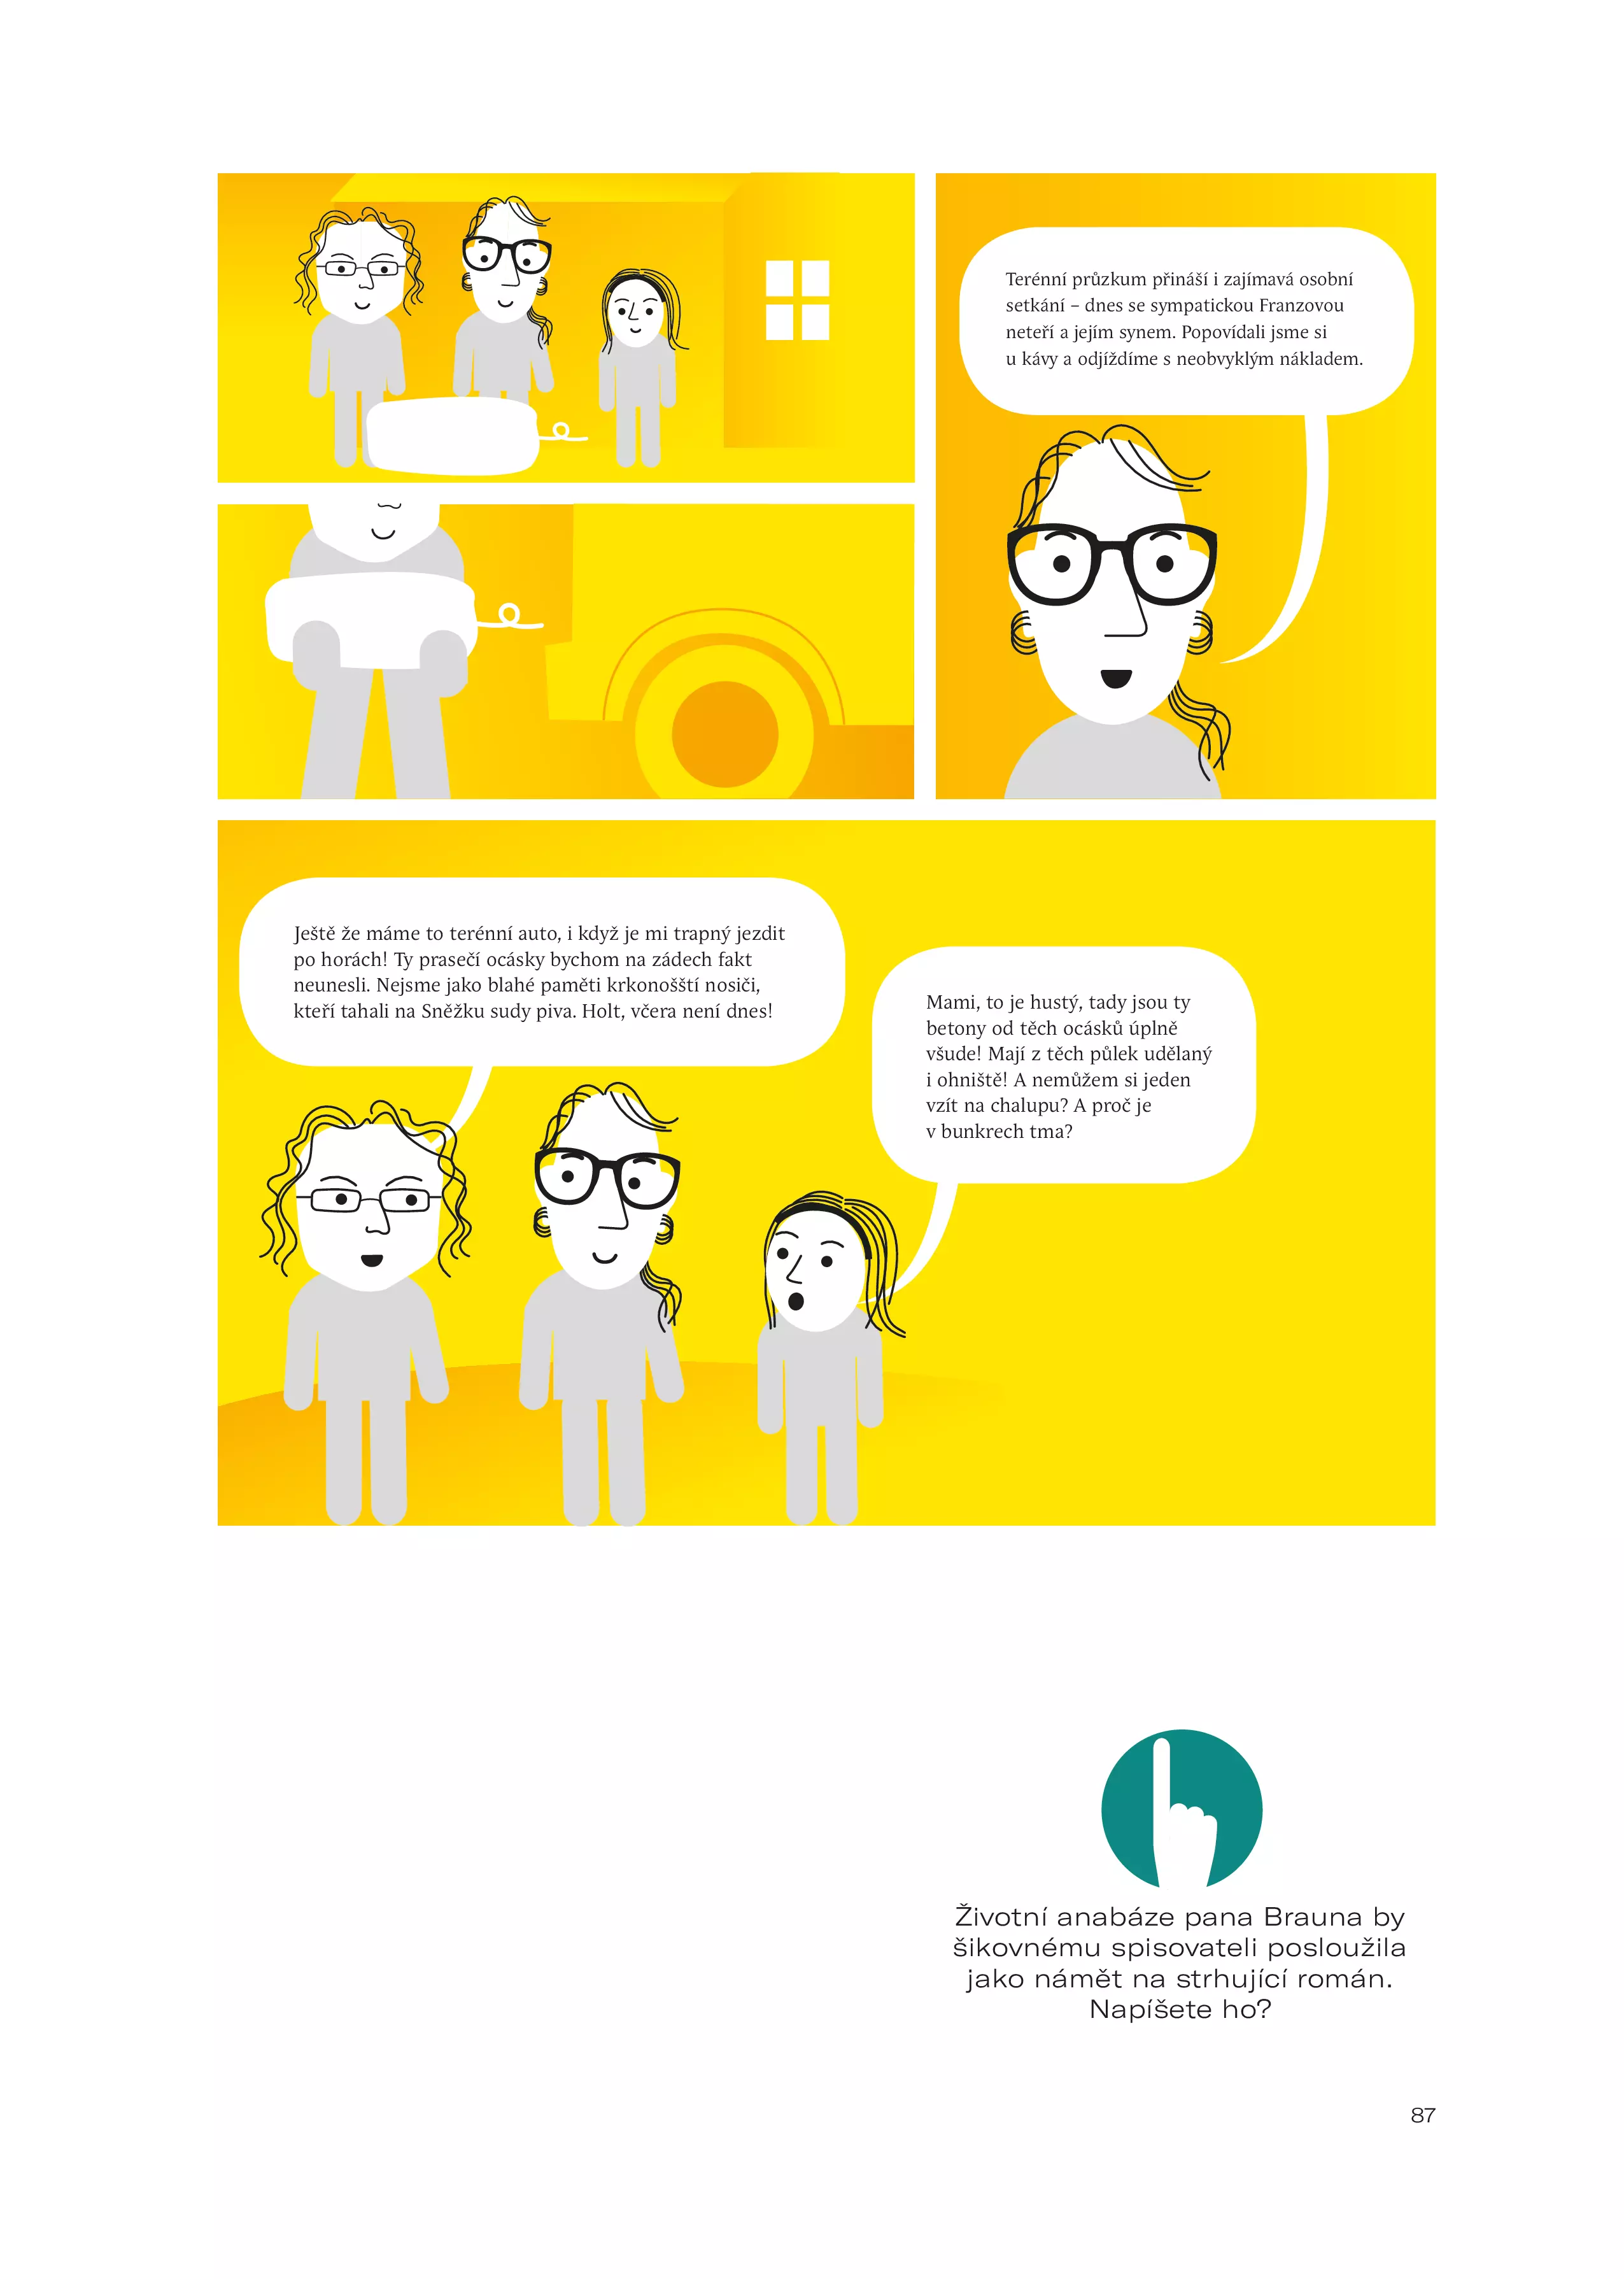 Terénní průzkum přináší i zajímavá osobní
setkání – dnes se sympatickou Franzovou
neteří a jejím synem. Popovídali jsme si
u kávy a odjíždíme s neobvyklým nákladem.
Ještě že máme to terénní auto, i když je mi trapný jezdit
po horách! Ty prasečí ocásky bychom na zádech fakt
neunesli. Nejsme jako blahé paměti krkonošští nosiči,
kteří tahali na Sněžku sudy piva. Holt, včera není dnes!
Mami, to je hustý, tady jsou ty
betony od těch ocásků úplně
všude! Mají z těch půlek udělaný
i ohniště! A nemůžem si jeden
vzít na chalupu? A proč je
v bunkrech tma?
Životní anabáze pana Brauna by
šikovnému spisovateli posloužila
jako námět na strhující román.
Napíšete ho?
87